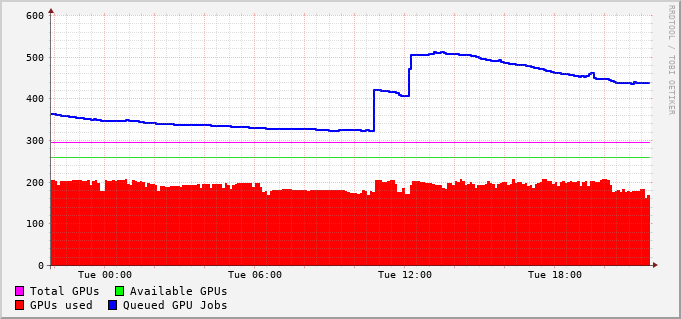 600
500
400
300
200
100
0
Tue 00:00 Tue 06:00 Tue 12:00 Tue 18:00
Total GPUs Available GPUs
GPUs used Queued GPU Jobs
RRDTOOL / TOBI OETIKER